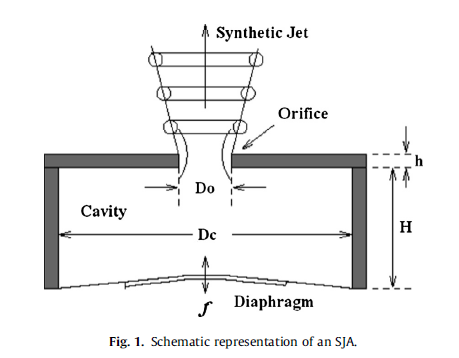 Synthetic Jet
Orifice
h
Do
Cavity
Dc
H
f
Diaphragm
Fig. 1. Schematic representation of an SJA.